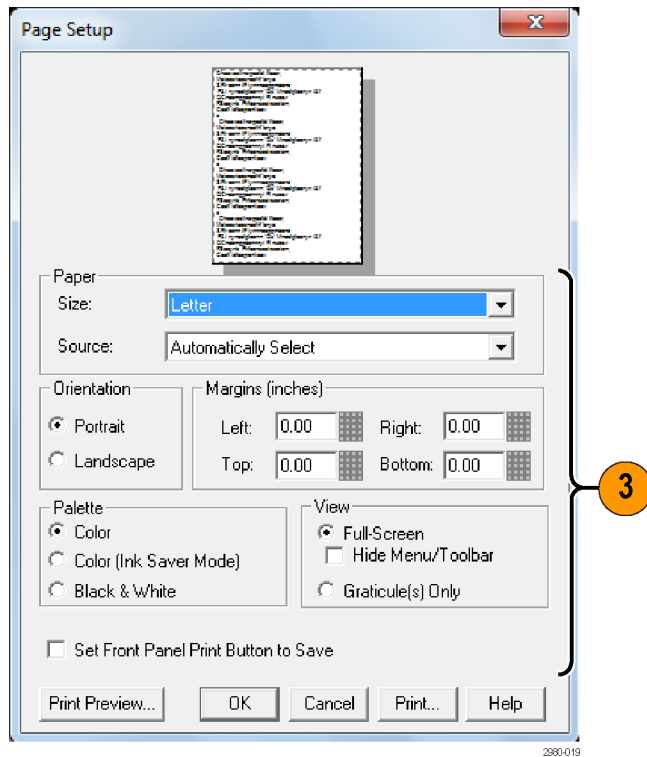 Page Setup
Paper
Size: Letter
Source: Automatically Select
Orientation Margins (inches)
Portrait Left: 0.00 Right: 0.00
Landscape Top: 0.00 Bottom: 0.00
3
Palette View
Color Full-Screen
Hide Menu/Toolbar
Color (Ink Saver Mode)
Black & White Graticule(s) Only
Set Front Panel Print Button to Save
Print Preview... OK Cancel Print... Help
2980-019